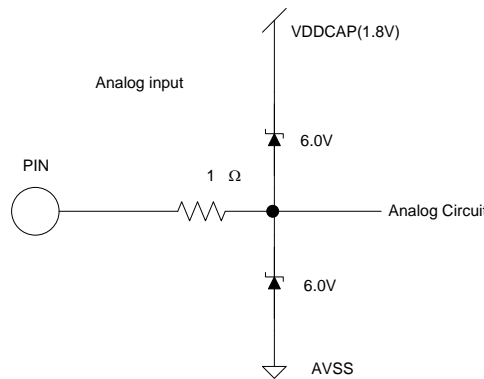 VDDCAP(1.8V)
Analog input
6.0V
PIN
1 Ω
Analog Circuit
6.0V
AVSS